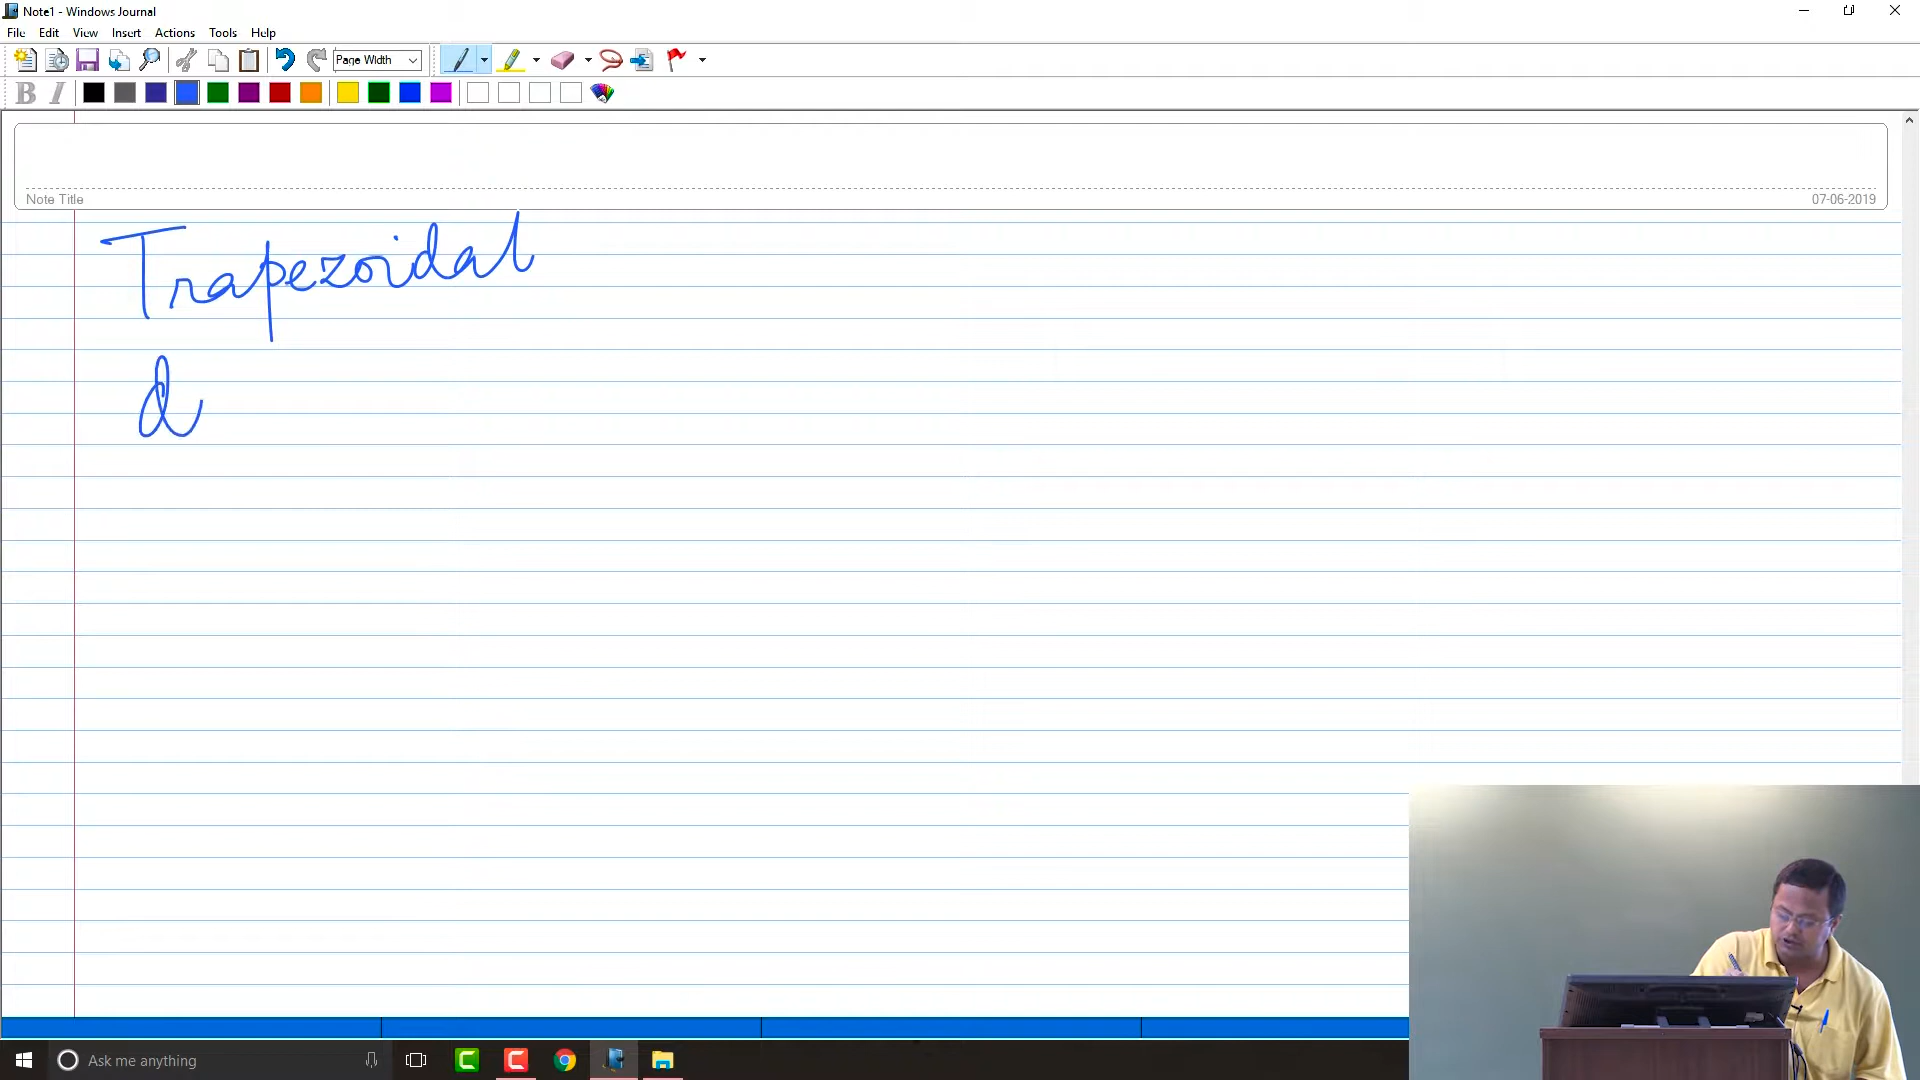 Note1 - Windows Journal
File Edit View Insert Actions Tools Help
Page Width
B I
Note Title
07-06-2019
Trapezoidal
d
Ask me anything